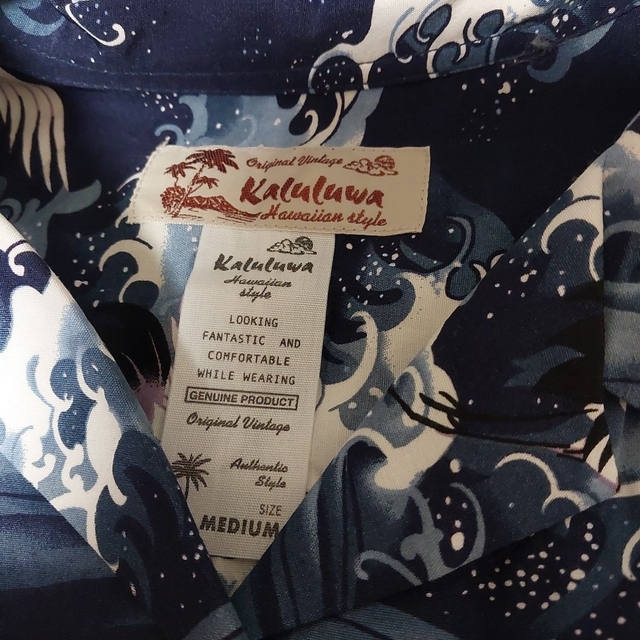 Original Vintage
Kaluluwa
Hawaiian style
Kaluluwa
Hawaiian
style
LOOKING
FANTASTIC AND
COMFORTABLE
WHILE WEARING
GENUINE PRODUCT
Original Vintage
Authentic
Style
SIZE
MEDIUM